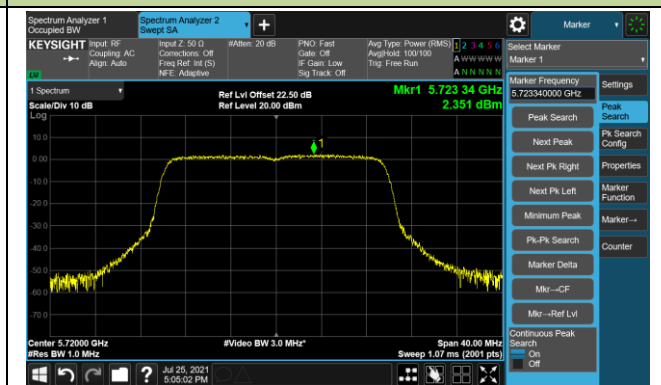 Spectrum Analyzer 1
Occupied BW
Spectrum Analyzer 2
Swept SA
Marker
KEYSIGHT
Input: RF
Coupling: AC
Align: Auto
Input Z: 50 Ω
Corrections: Off
Freq Ref: Int (S)
NFE: Adaptive
#Atten: 20 dB
PNO: Fast
Gate: Off
IF Gain: Low
Sig Track: Off
Avg Type: Power (RMS)
Avg|Hold: 100/100
Trig: Free Run
1 2 3 4 5 6
A W W W W W
A N N N N N
Select Marker
Marker 1
1 Spectrum
Scale/Div 10 dB
Log
Ref Lvl Offset 22.50 dB
Ref Level 20.00 dBm
Mkr1 5.723 34 GHz
2.351 dBm
10.0
0.00
-10.0
-20.0
-30.0
-40.0
-50.0
-60.0
-70.0
1
Center 5.72000 GHz
#Res BW 1.0 MHz
#Video BW 3.0 MHz*
Span 40.00 MHz
Sweep 1.07 ms (2001 pts)
Marker Frequency
5.723340000 GHz
Peak Search
Next Peak
Next Pk Right
Next Pk Left
Minimum Peak
Pk-Pk Search
Marker Delta
Mkr→CF
Mkr→Ref Lvl
Continuous Peak
Search
On
Off
Settings
Peak
Search
Pk Search
Config
Properties
Marker
Function
Marker→
Counter
Jul 25, 2021
5:05:02 PM